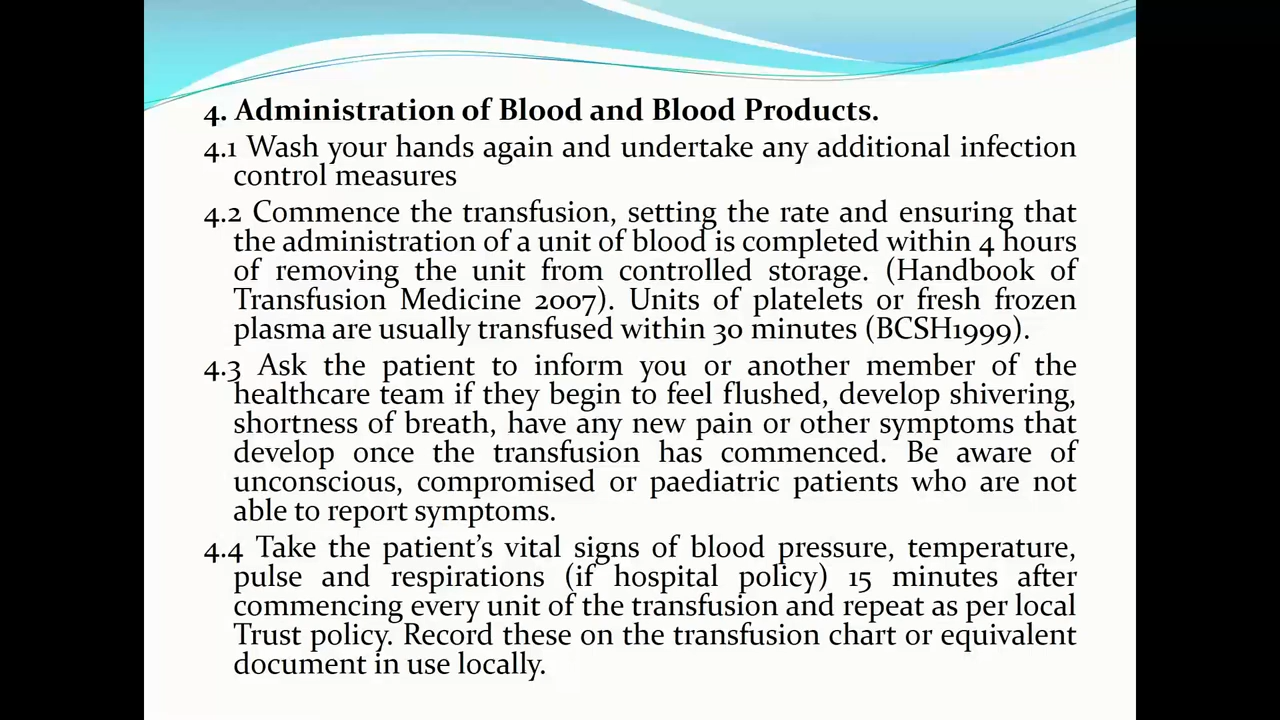 4. Administration of Blood and Blood Products.
4.1 Wash your hands again and undertake any additional infection
control measures
4.2 Commence the transfusion, setting the rate and ensuring that
the administration of a unit of blood is completed within 4 hours
of removing the unit from controlled storage. (Handbook of
Transfusion Medicine 2007). Units of platelets or fresh frozen
plasma are usually transfused within 30 minutes (BCSH1999).
4.3 Ask the patient to inform you or another member of the
healthcare team if they begin to feel flushed, develop shivering,
shortness of breath, have any new pain or other symptoms that
develop once the transfusion has commenced. Be aware of
unconscious, compromised or paediatric patients who are not
able to report symptoms.
4.4 Take the patient’s vital signs of blood pressure, temperature,
pulse and respirations (if hospital policy) 15 minutes after
commencing every unit of the transfusion and repeat as per local
Trust policy. Record these on the transfusion chart or equivalent
document in use locally.